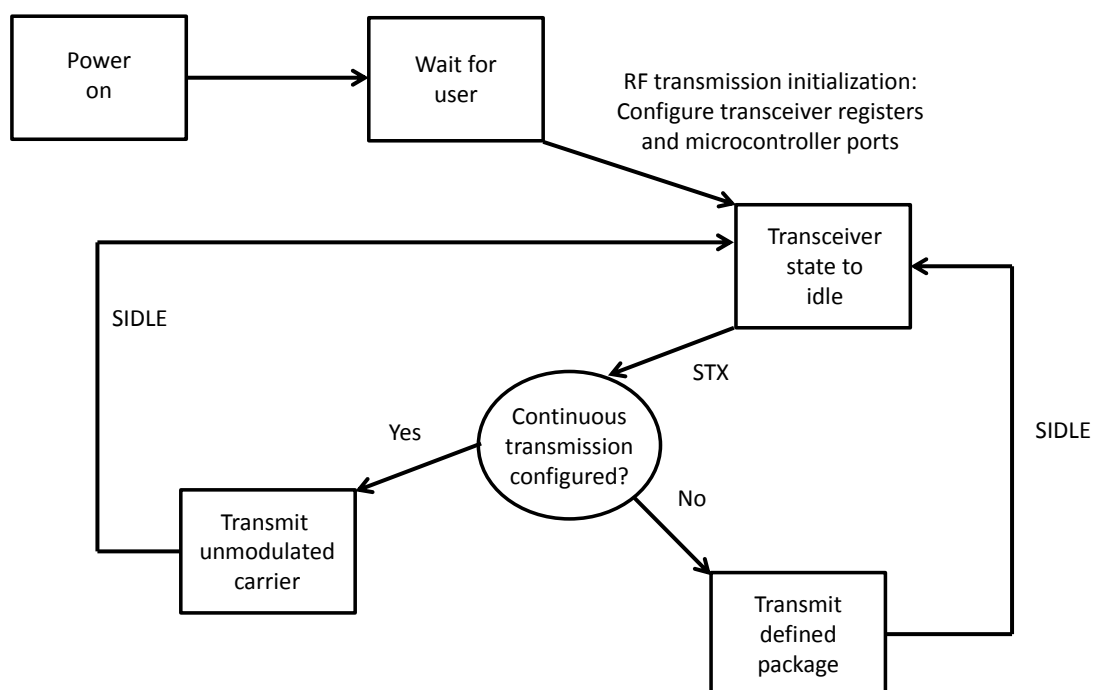 Power
on
Wait for
user
RF transmission initialization:
Configure transceiver registers
and microcontroller ports
Transceiver
state to
idle
SIDLE
STX
Continuous
transmission
configured?
Yes
SIDLE
No
Transmit
unmodulated
carrier
Transmit
defined
package